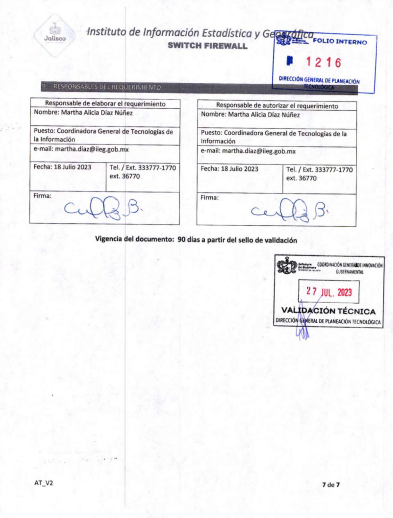 Jalisco
Instituto de Información Estadística y Geográfica
SWITCH FIREWALL
FOLIO INTERNO
1216
DIRECCIÓN GENERAL DE PLANEACIÓN
TECNOLÓGICA
RESPONSABLES DEL REQUERIMIENTO
Responsable de elaborar el requerimiento
Nombre: Martha Alicia Díaz Núñez
Puesto: Coordinadora General de Tecnologías de
la Información
e-mail: martha.diaz@iieg.gob.mx
Fecha: 18 Julio 2023
Tel. / Ext. 333777-1770
ext. 36770
Firma:
Responsable de autorizar el requerimiento
Nombre: Martha Alicia Díaz Núñez
Puesto: Coordinadora General de Tecnologías de la
Información
e-mail: martha.diaz@iieg.gob.mx
Fecha: 18 Julio 2023
Tel. / Ext. 333777-1770
ext. 36770
Firma:
Vigencia del documento: 90 días a partir del sello de validación
COORDINACIÓN GENERAL DE INNOVACIÓN
GUBERNAMENTAL
27 JUL. 2023
VALIDACIÓN TÉCNICA
DIRECCIÓN GENERAL DE PLANEACIÓN TECNOLÓGICA
AT_V2
7 de 7